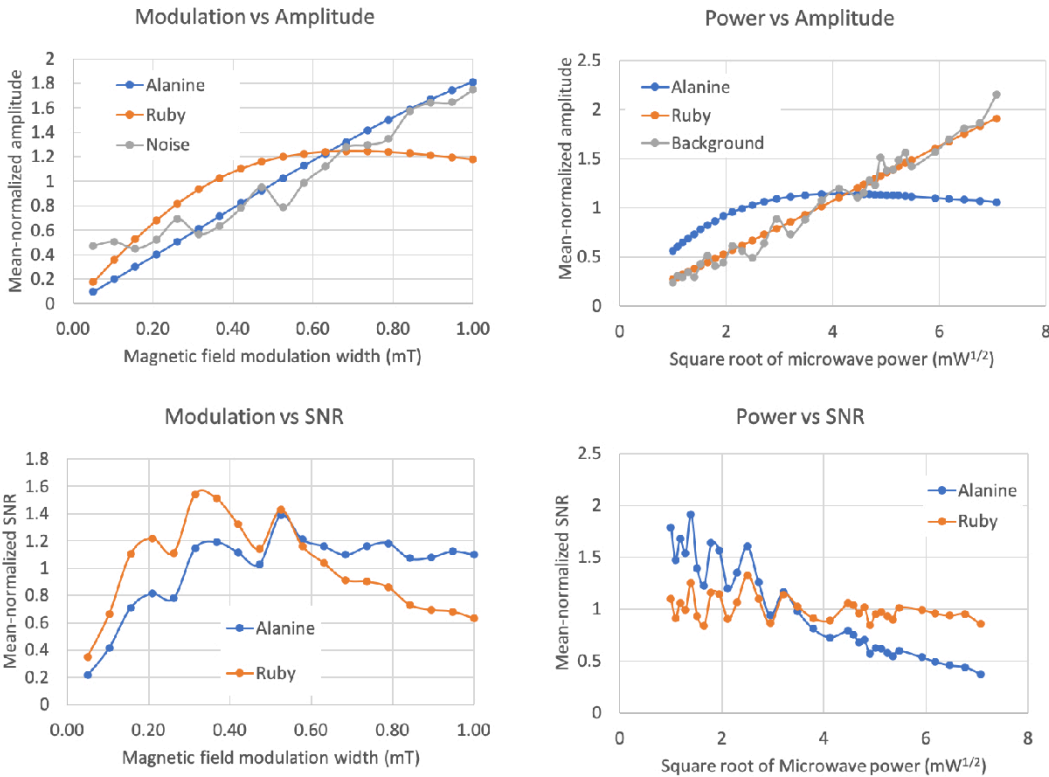 Modulation vs Amplitude
Mean-normalized amplitude
2
1.8
1.6
1.4
1.2
1
0.8
0.6
0.4
0.2
0
Alanine
Ruby
Noise
0.00 0.20 0.40 0.60 0.80 1.00
Magnetic field modulation width (mT)
Power vs Amplitude
Mean-normalized amplitude
2.5
2
1.5
1
0.5
0
Alanine
Ruby
Background
0 2 4 6 8
Square root of microwave power (mW1/2)
Modulation vs SNR
Mean-normalized SNR
1.8
1.6
1.4
1.2
1
0.8
0.6
0.4
0.2
0
Alanine
Ruby
0.00 0.20 0.40 0.60 0.80 1.00
Magnetic field modulation width (mT)
Power vs SNR
Mean-normalized SNR
2.5
2
1.5
1
0.5
0
Alanine
Ruby
0 2 4 6 8
Square root of Microwave power (mW1/2)